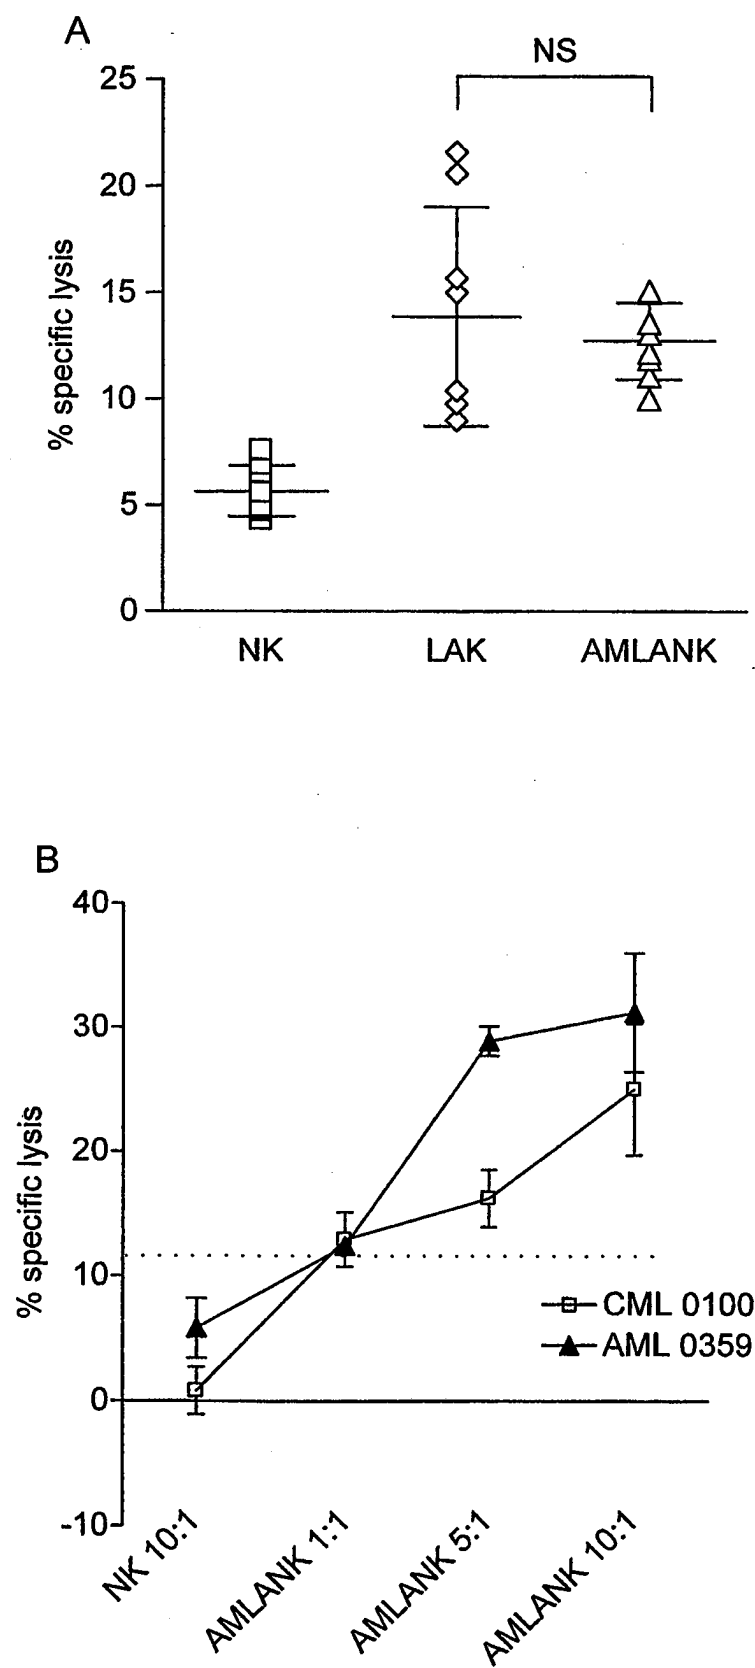 A
NS
25
20
15
10
5
0
% specific lysis
NK LAK AMLANK
B
40
30
20
10
0
-10
% specific lysis
CML 0100
AML 0359
NK 10:1
AMLANK 1:1
AMLANK 5:1
AMLANK 10:1